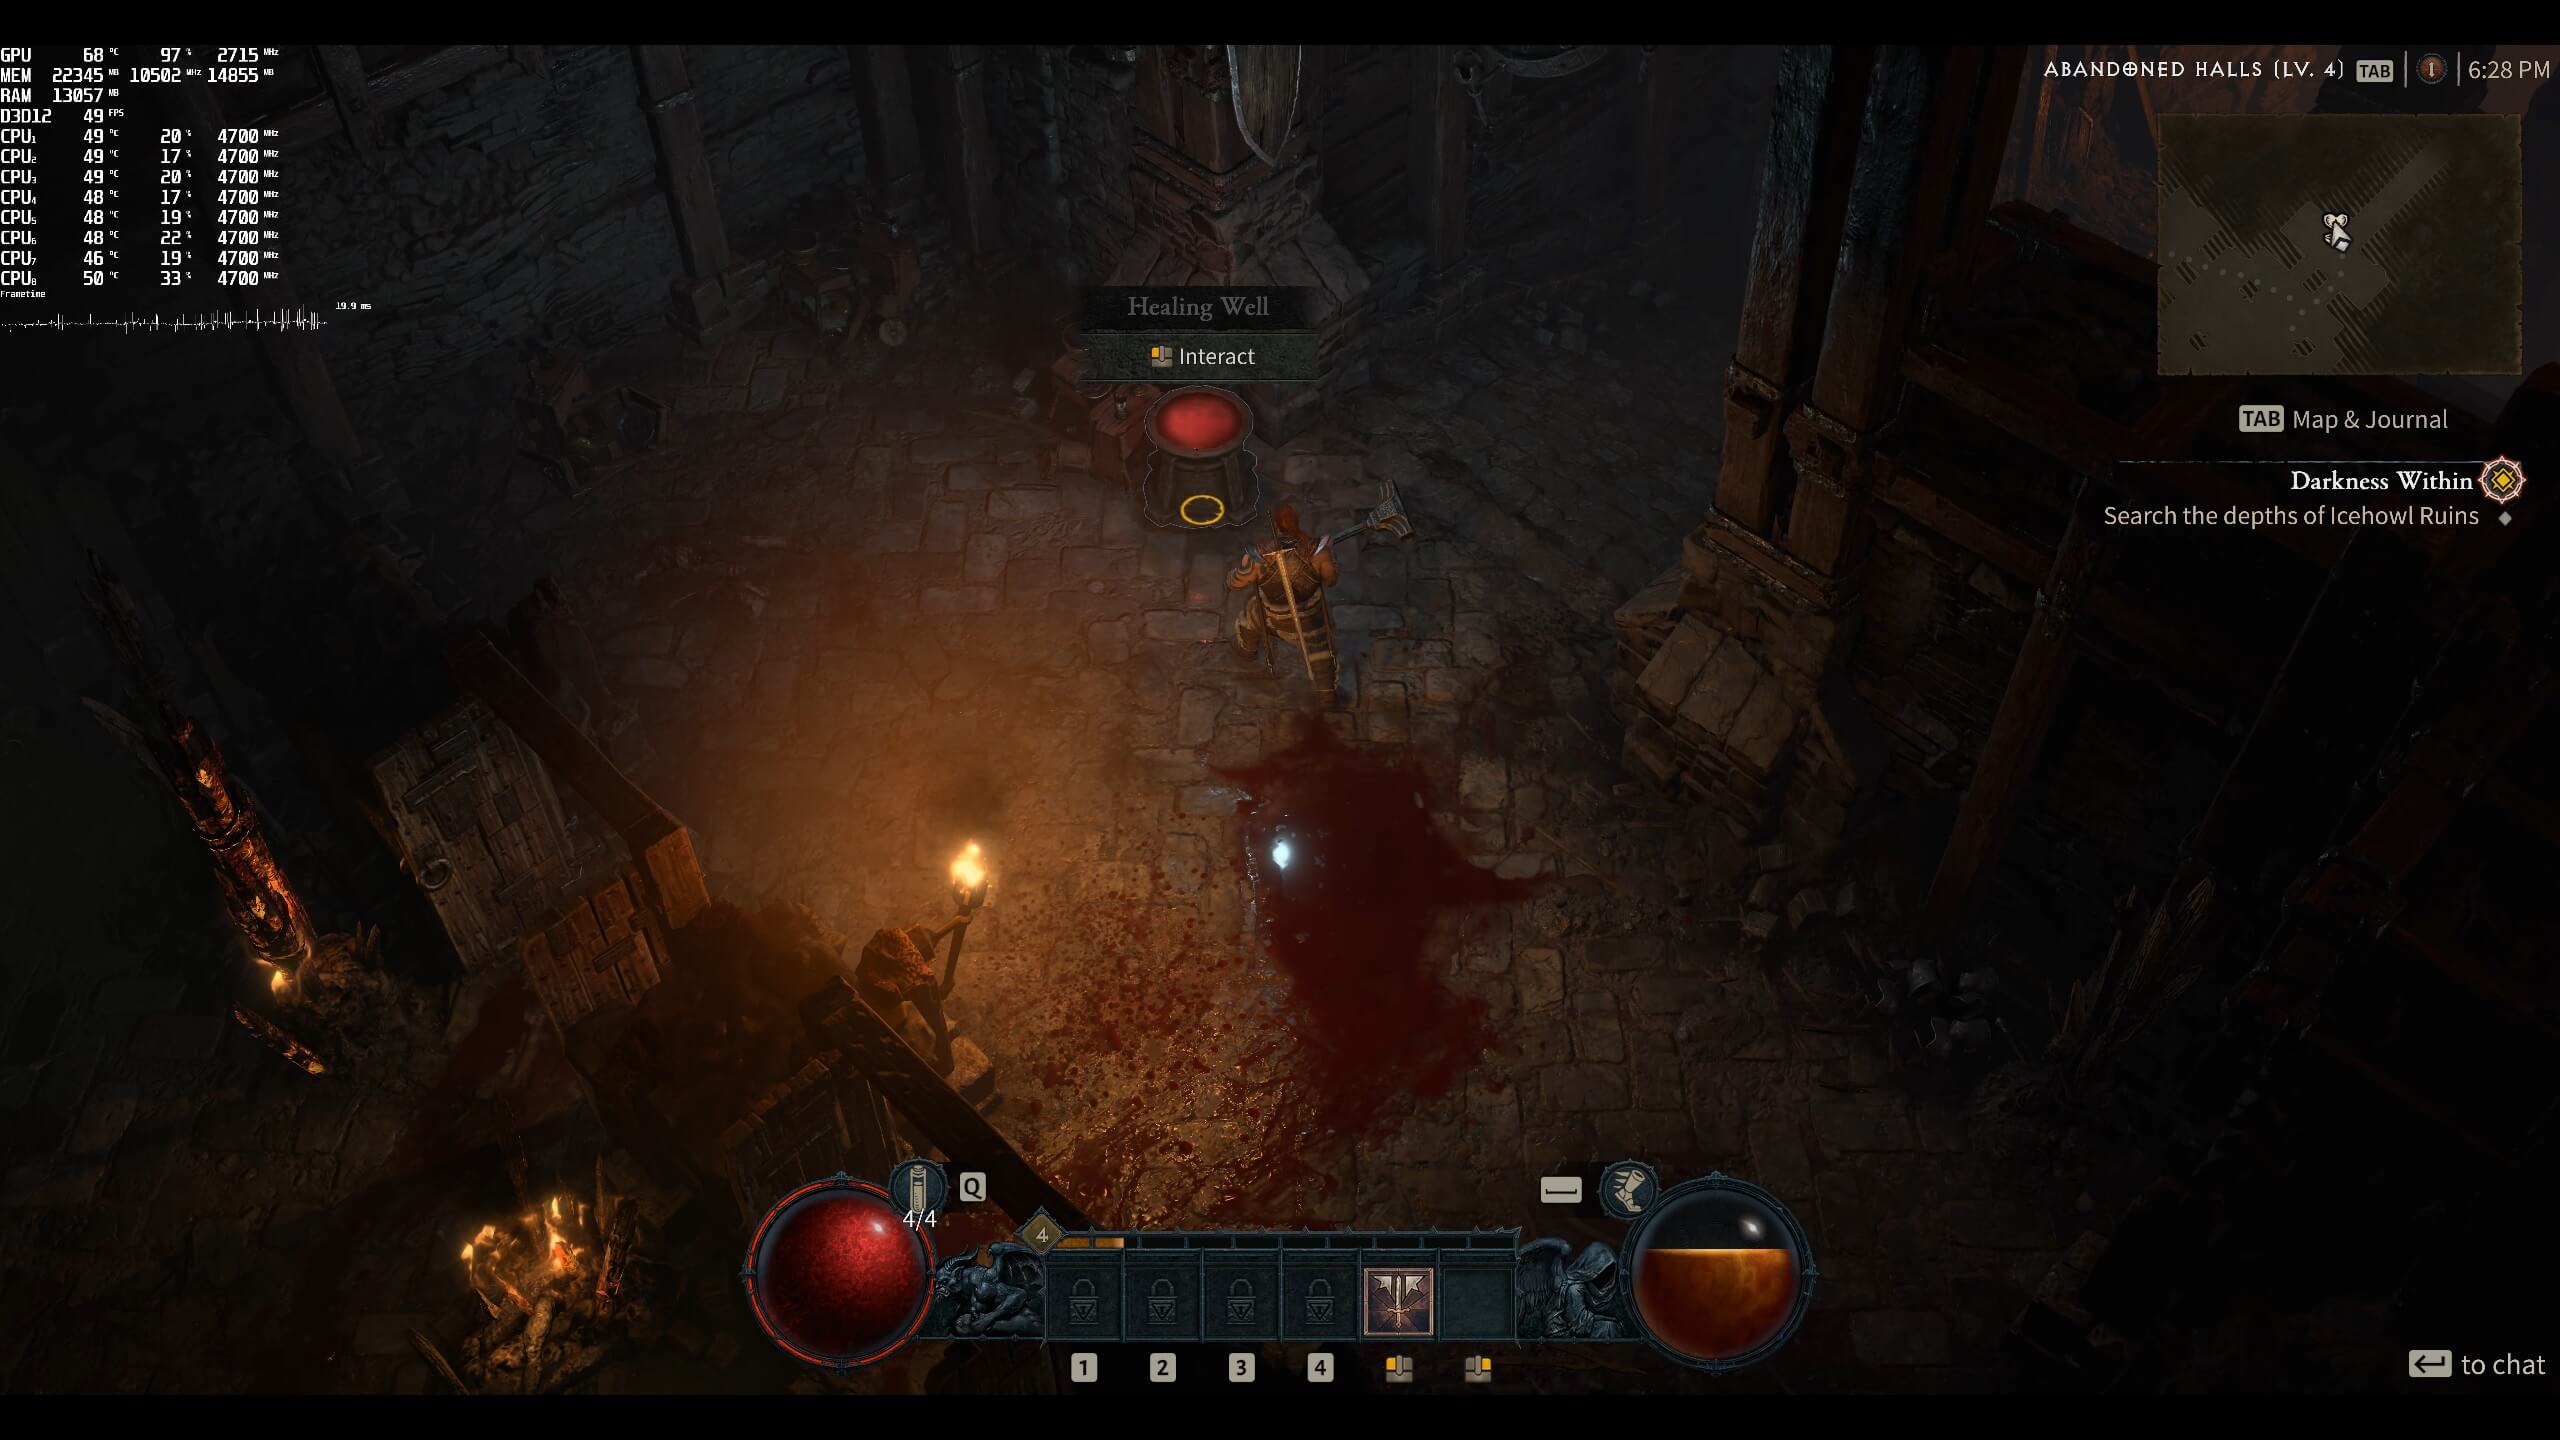 GPU 68 °C 97 % 2715 MHz
MEM 22345 MB 10502 MHz 14855 MB
RAM 13057 MB
D3D12 49 FPS
CPU1 49 °C 20 % 4700 MHz
CPU2 49 °C 17 % 4700 MHz
CPU3 49 °C 20 % 4700 MHz
CPU4 48 °C 17 % 4700 MHz
CPU5 48 °C 19 % 4700 MHz
CPU6 48 °C 22 % 4700 MHz
CPU7 46 °C 19 % 4700 MHz
CPU8 50 °C 33 % 4700 MHz
Frametime
19.9 ms
ABANDONED HALLS (LV. 4) TAB 6:28 PM
TAB Map & Journal
Darkness Within
Search the depths of Icehowl Ruins
Healing Well
Interact
Q
4/4
4
1 2 3 4
to chat